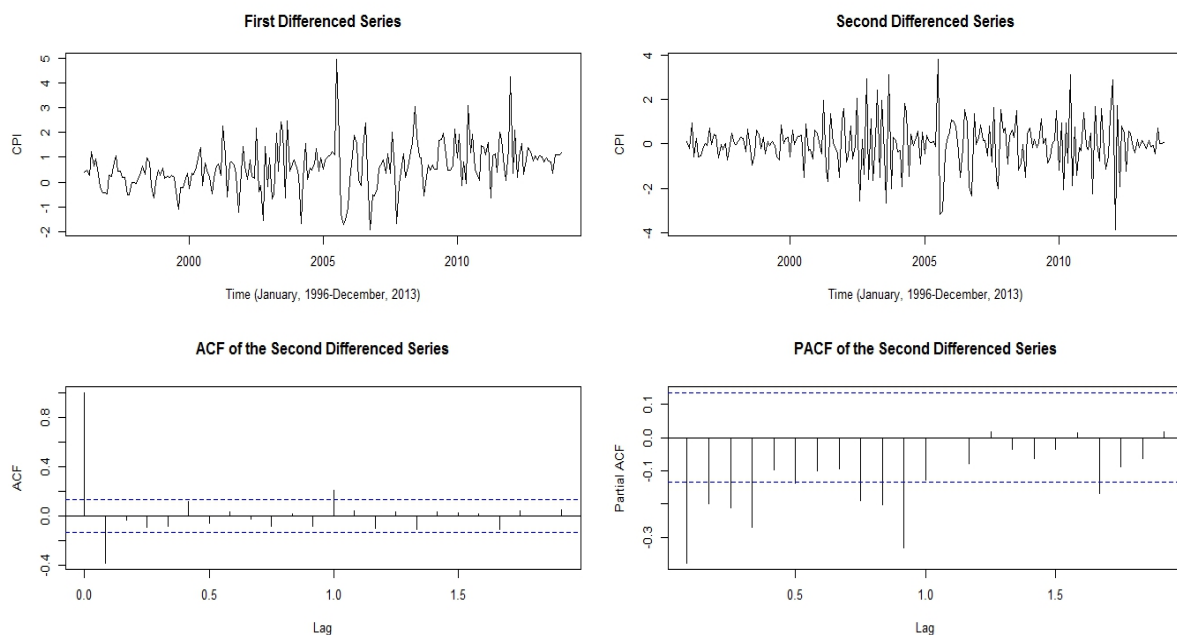 First Differenced Series
CPI
5
4
3
2
1
0
-1
-2
2000
2005
2010
Time (January, 1996-December, 2013)
Second Differenced Series
CPI
4
2
0
-2
-4
2000
2005
2010
Time (January, 1996-December, 2013)
ACF of the Second Differenced Series
ACF
0.8
0.4
0.0
-0.4
0.0
0.5
1.0
1.5
Lag
PACF of the Second Differenced Series
Partial ACF
0.1
0.0
-0.1
-0.3
0.5
1.0
1.5
Lag